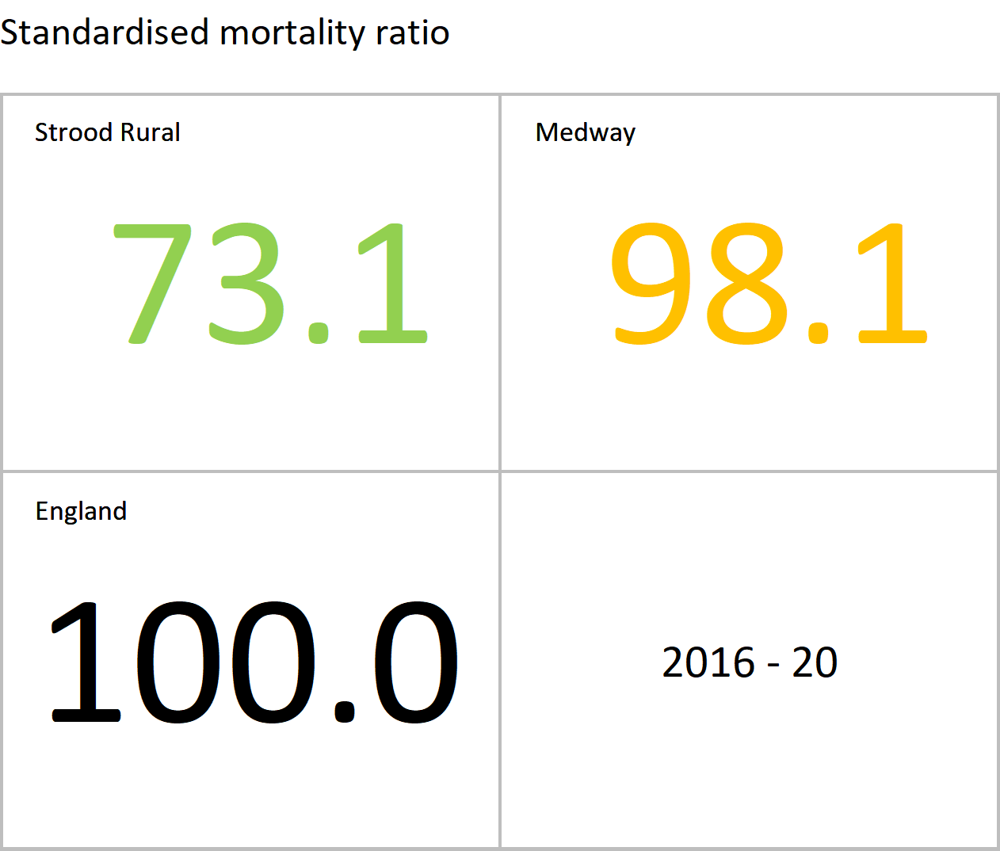 Standardised mortality ratio
Strood Rural
73.1
Medway
98.1
England
100.0
2016 - 20